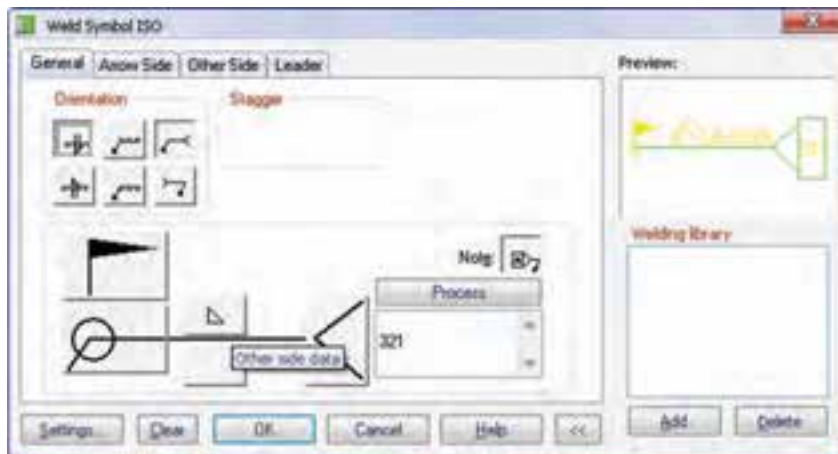 Weld Symbol ISO
General Arrow Side Other Side Leader
Preview:
Orientation
Stagger
Welding library
Note:
Process
321
Other side data
Settings... Clear OK Cancel Help <<
Add Delete